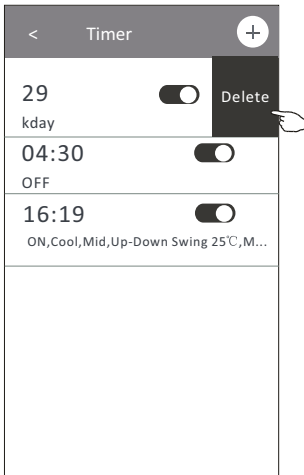 < Timer +
29
kday
Delete
04:30
OFF
16:19
ON,Cool,Mid,Up-Down Swing 25℃,M...